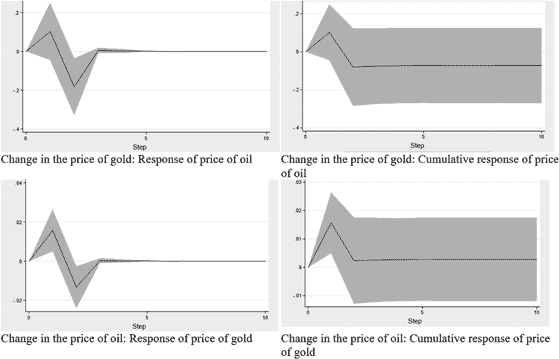 .2
0
-.2
-.4
0
5
10
Step
Change in the price of gold: Response of price of oil
.2
0
-.2
-.4
0
5
10
Step
Change in the price of gold: Cumulative response of price
of oil
.04
.02
0
-.02
0
5
10
Step
Change in the price of oil: Response of price of gold
.03
.01
0
-.01
0
5
10
Step
Change in the price of oil: Cumulative response of price
of gold